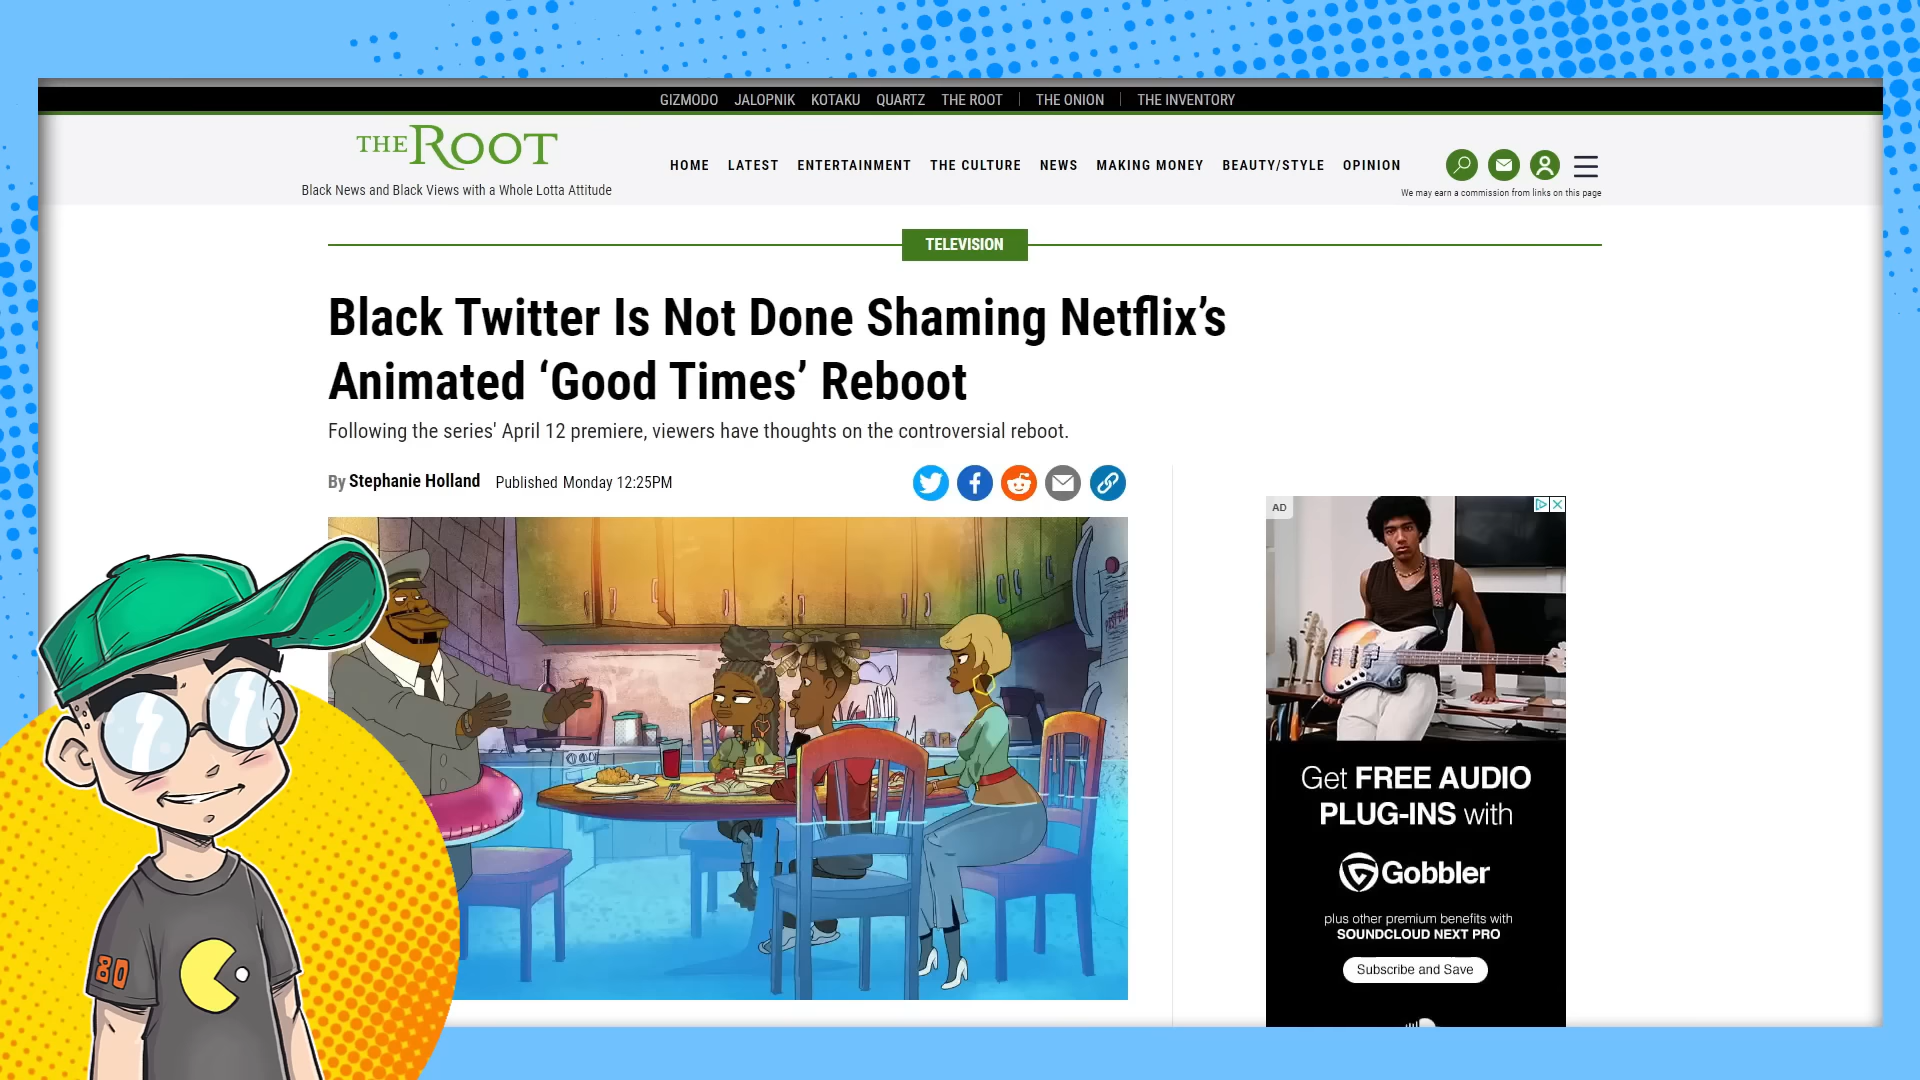 GIZMODO JALOPNIK KOTAKU QUARTZ THE ROOT THE ONION THE INVENTORY
THE ROOT
Black News and Black Views with a Whole Lotta Attitude
HOME LATEST ENTERTAINMENT THE CULTURE NEWS MAKING MONEY BEAUTY/STYLE OPINION
We may earn a commission from links on this page
TELEVISION
Black Twitter Is Not Done Shaming Netflix’s
Animated ‘Good Times’ Reboot
Following the series' April 12 premiere, viewers have thoughts on the controversial reboot.
By Stephanie Holland Published Monday 12:25PM
AD
Get FREE AUDIO
PLUG-INS with
Gobbler
plus other premium benefits with
SOUNDCLOUD NEXT PRO
Subscribe and Save
80